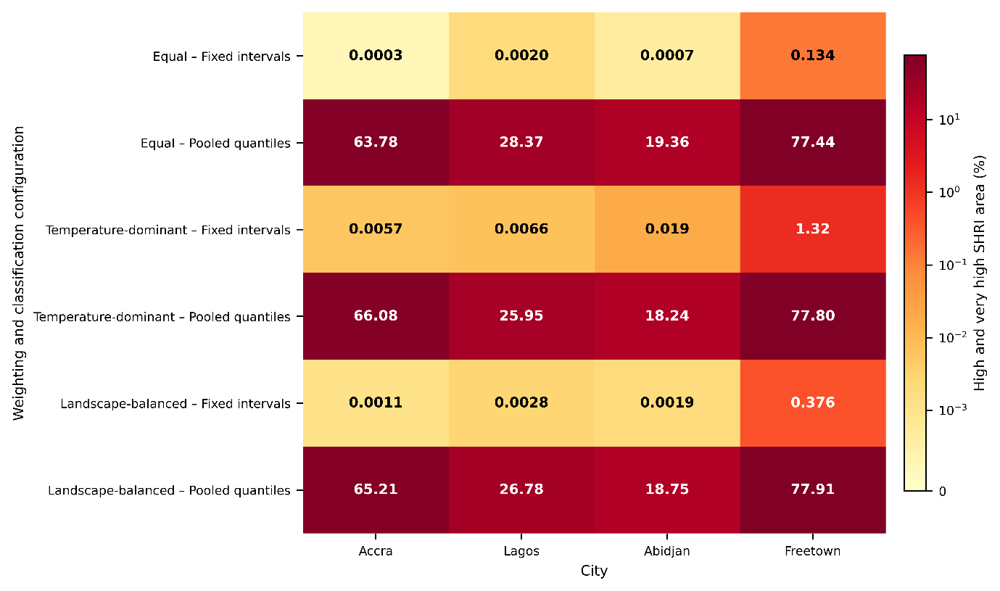 Weighting and classification configuration
Equal – Fixed intervals 0.0003 0.0020 0.0007 0.134
Equal – Pooled quantiles 63.78 28.37 19.36 77.44
Temperature-dominant – Fixed intervals 0.0057 0.0066 0.019 1.32
Temperature-dominant – Pooled quantiles 66.08 25.95 18.24 77.80
Landscape-balanced – Fixed intervals 0.0011 0.0028 0.0019 0.376
Landscape-balanced – Pooled quantiles 65.21 26.78 18.75 77.91
Accra Lagos Abidjan Freetown
City
10¹
10⁰
10⁻¹
10⁻²
10⁻³
0
High and very high SHRI area (%)